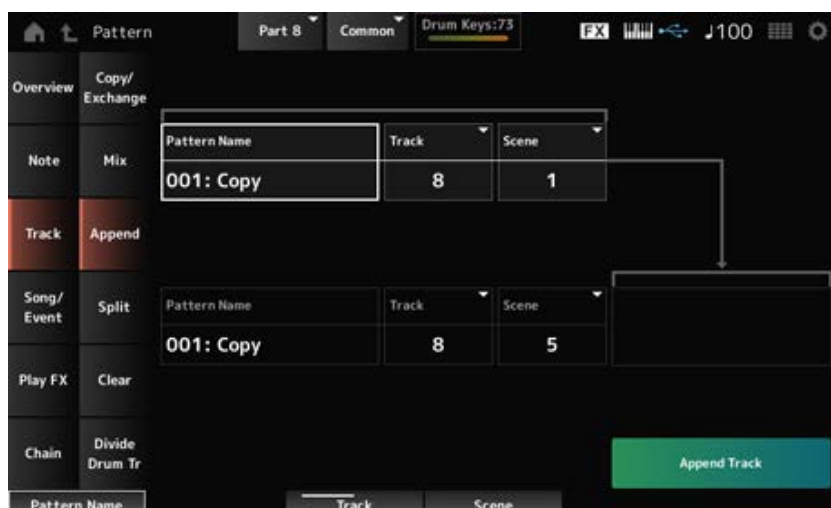 Pattern
Part 8
Common
Drum Keys:73
FX
♩100
Overview
Copy/
Exchange
Note
Mix
Track
Append
Song/
Event
Split
Play FX
Clear
Chain
Divide
Drum Tr
Pattern Name
Track
Scene
001: Copy
8
1
Pattern Name
Track
Scene
001: Copy
8
5
Append Track
Pattern Name
Track
Scene